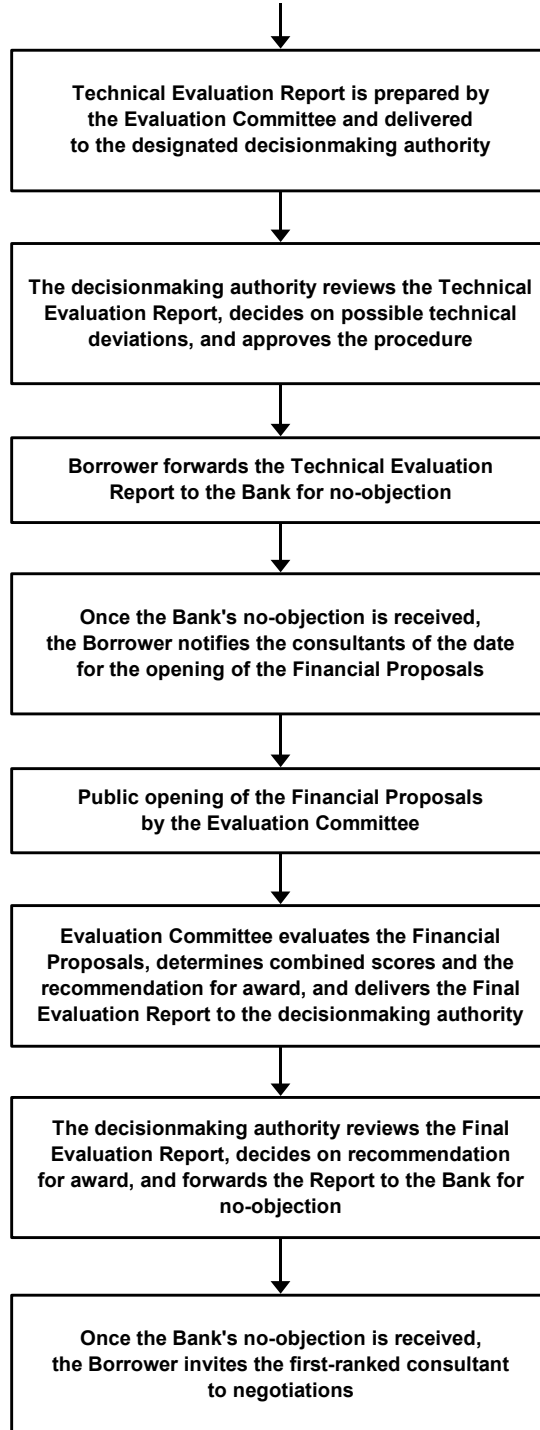 Technical Evaluation Report is prepared by
the Evaluation Committee and delivered
to the designated decisionmaking authority
The decisionmaking authority reviews the Technical
Evaluation Report, decides on possible technical
deviations, and approves the procedure
Borrower forwards the Technical Evaluation
Report to the Bank for no-objection
Once the Bank's no-objection is received,
the Borrower notifies the consultants of the date
for the opening of the Financial Proposals
Public opening of the Financial Proposals
by the Evaluation Committee
Evaluation Committee evaluates the Financial
Proposals, determines combined scores and the
recommendation for award, and delivers the Final
Evaluation Report to the decisionmaking authority
The decisionmaking authority reviews the Final
Evaluation Report, decides on recommendation
for award, and forwards the Report to the Bank for
no-objection
Once the Bank's no-objection is received,
the Borrower invites the first-ranked consultant
to negotiations